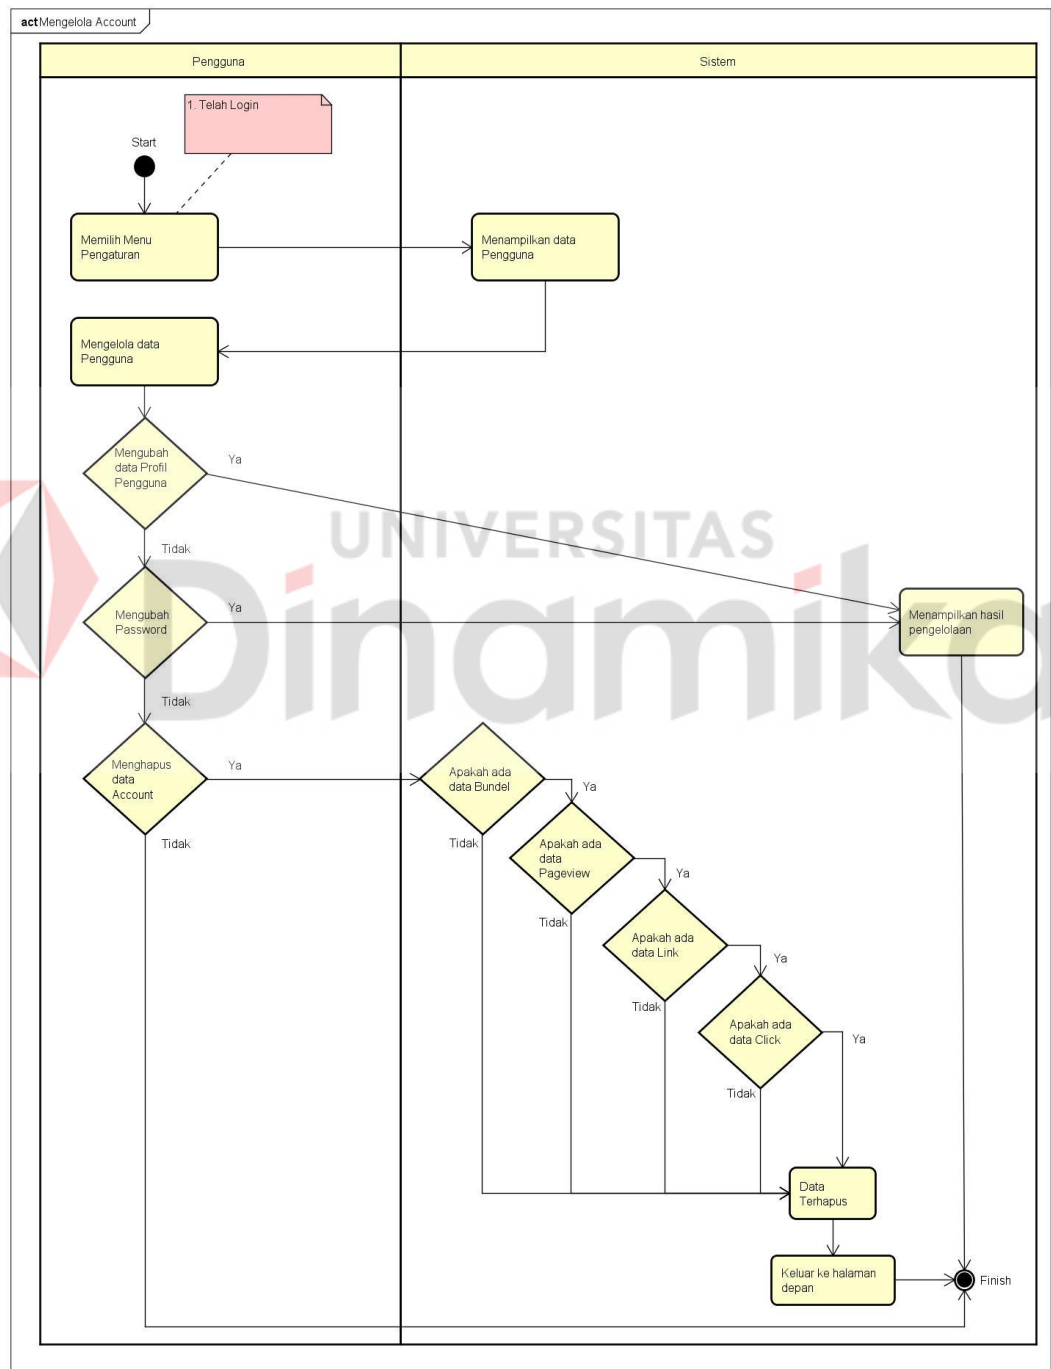 act Mengelola Account
Pengguna
Sistem
1. Telah Login
Start
Memilih Menu
Pengaturan
Menampilkan data
Pengguna
Mengelola data
Pengguna
Mengubah
data Profil
Pengguna
Ya
Tidak
UNIVERSITAS
Dinamika
Mengubah
Password
Ya
Menampilkan hasil
pengelolaan
Tidak
Menghapus
data
Account
Ya
Tidak
Apakah ada
data Bundel
Ya
Tidak
Apakah ada
data
Pageview
Ya
Tidak
Apakah ada
data Link
Ya
Tidak
Apakah ada
data Click
Ya
Tidak
Data
Terhapus
Keluar ke halaman
depan
Finish